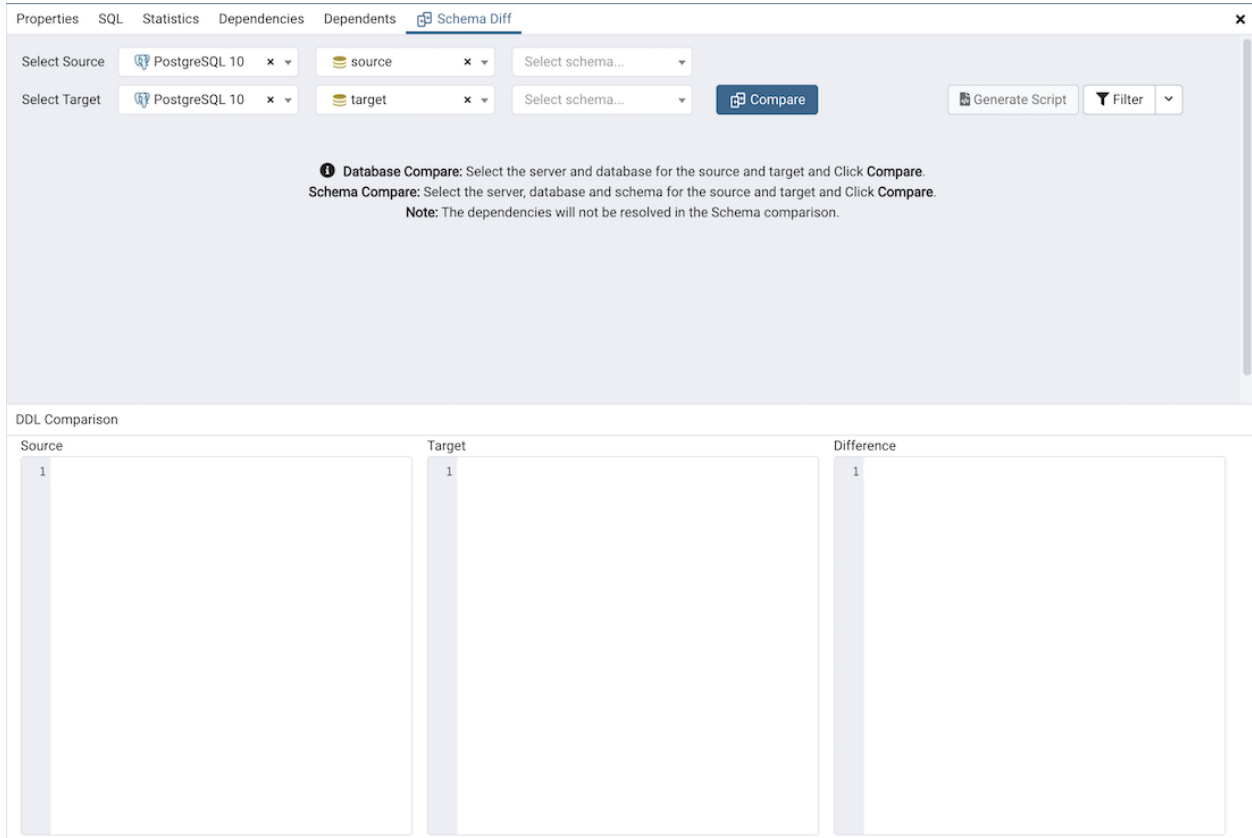 Properties SQL Statistics Dependencies Dependents Schema Diff
Select Source PostgreSQL 10 source Select schema...
Select Target PostgreSQL 10 target Select schema... Compare Generate Script Filter
Database Compare: Select the server and database for the source and target and Click Compare.
Schema Compare: Select the server, database and schema for the source and target and Click Compare.
Note: The dependencies will not be resolved in the Schema comparison.
DDL Comparison
Source Target Difference
1 1 1